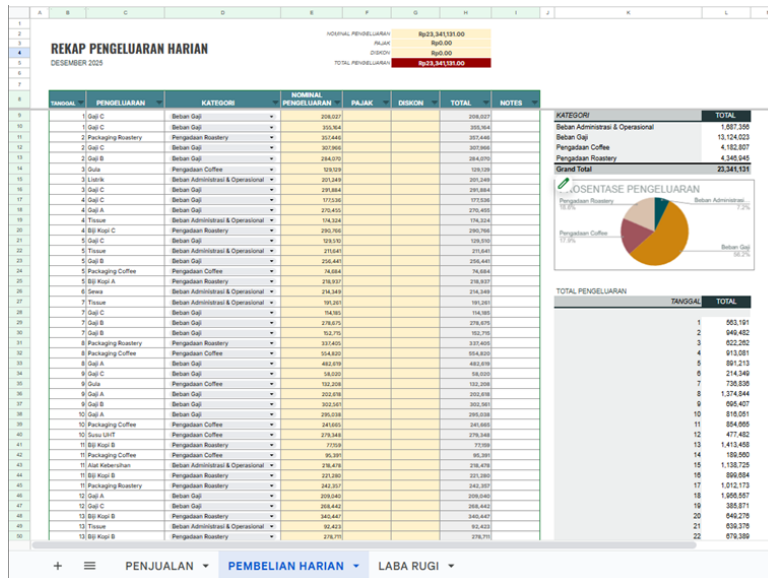 A B C D E F G H I J K L
NOMINAL PENGELUARAN Rp23,341,131.00
REKAP PENGELUARAN HARIAN PAJAK Rp0.00
DISKON Rp0.00
DESEMBER 2025 TOTAL PENGELUARAN Rp23,341,131.00
TANGGAL PENGELUARAN KATEGORI NOMINAL PENGELUARAN PAJAK DISKON TOTAL NOTES
1 Gaji C Beban Gaji 208,027 208,027
1 Gaji C Beban Gaji 355,164 355,164
2 Packaging Roastery Pengadaan Roastery 357,446 357,446
2 Gaji C Beban Gaji 307,966 307,966
2 Gaji B Beban Gaji 284,070 284,070
3 Gula Pengadaan Coffee 129,129 129,129
3 Listrik Beban Administrasi & Operasional 201,249 201,249
3 Gaji C Beban Gaji 291,884 291,884
4 Gaji C Beban Gaji 177,536 177,536
4 Gaji A Beban Gaji 270,455 270,455
4 Tissue Beban Administrasi & Operasional 174,324 174,324
4 Biji Kopi C Pengadaan Roastery 290,766 290,766
5 Gaji C Beban Gaji 129,510 129,510
5 Tissue Beban Administrasi & Operasional 211,641 211,641
5 Gaji B Beban Gaji 256,441 256,441
5 Packaging Coffee Pengadaan Coffee 74,684 74,684
5 Biji Kopi A Pengadaan Roastery 218,937 218,937
6 Sewa Beban Administrasi & Operasional 214,349 214,349
7 Tissue Beban Administrasi & Operasional 191,281 191,281
7 Gaji C Beban Gaji 114,185 114,185
7 Gaji B Beban Gaji 278,675 278,675
7 Gaji B Beban Gaji 152,715 152,715
8 Packaging Roastery Pengadaan Roastery 337,405 337,405
8 Packaging Coffee Pengadaan Coffee 554,820 554,820
8 Gaji A Beban Gaji 482,619 482,619
9 Gaji C Beban Gaji 58,020 58,020
9 Gula Pengadaan Coffee 132,208 132,208
9 Gaji A Beban Gaji 202,618 202,618
9 Gaji B Beban Gaji 302,561 302,561
10 Gaji A Beban Gaji 295,038 295,038
10 Packaging Coffee Pengadaan Coffee 241,665 241,665
10 Susu UHT Pengadaan Coffee 279,348 279,348
11 Biji Kopi B Pengadaan Roastery 77,159 77,159
11 Packaging Coffee Pengadaan Coffee 95,391 95,391
11 Alat Kebersihan Beban Administrasi & Operasional 218,478 218,478
11 Biji Kopi B Pengadaan Roastery 221,280 221,280
11 Packaging Roastery Pengadaan Roastery 242,357 242,357
12 Gaji A Beban Gaji 209,040 209,040
12 Gaji C Beban Gaji 268,442 268,442
13 Biji Kopi B Pengadaan Roastery 340,447 340,447
13 Tissue Beban Administrasi & Operasional 92,423 92,423
13 Biji Kopi B Pengadaan Roastery 278,711 278,711
KATEGORI TOTAL
Beban Administrasi & Operasional 1,687,356
Beban Gaji 13,124,023
Pengadaan Coffee 4,182,807
Pengadaan Roastery 4,346,945
Grand Total 23,341,131
PROSENTASE PENGELUARAN
Pengadaan Roastery 18.6%
Beban Administrasi... 7.2%
Pengadaan Coffee 17.9%
Beban Gaji 56.2%
TOTAL PENGELUARAN
TANGGAL TOTAL
1 563,191
2 949,482
3 622,262
4 913,081
5 891,213
6 214,349
7 736,836
8 1,374,844
9 695,407
10 816,051
11 854,665
12 477,482
13 1,413,458
14 189,560
15 1,138,725
16 899,684
17 1,012,173
18 1,966,567
19 385,871
20 649,276
21 639,376
22 679,389
PENJUALAN PEMBELIAN HARIAN LABA RUGI